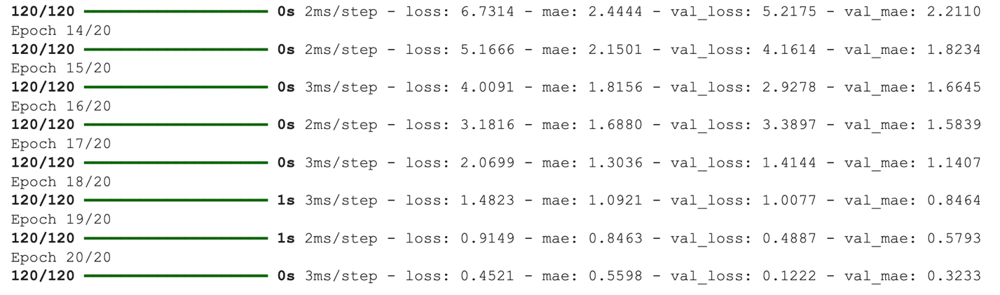 120/120 ━━━━━━━━━━━━━━━━━━━━ 0s 2ms/step - loss: 6.7314 - mae: 2.4444 - val_loss: 5.2175 - val_mae: 2.2110
Epoch 14/20
120/120 ━━━━━━━━━━━━━━━━━━━━ 0s 2ms/step - loss: 5.1666 - mae: 2.1501 - val_loss: 4.1614 - val_mae: 1.8234
Epoch 15/20
120/120 ━━━━━━━━━━━━━━━━━━━━ 0s 3ms/step - loss: 4.0091 - mae: 1.8156 - val_loss: 2.9278 - val_mae: 1.6645
Epoch 16/20
120/120 ━━━━━━━━━━━━━━━━━━━━ 0s 2ms/step - loss: 3.1816 - mae: 1.6880 - val_loss: 3.3897 - val_mae: 1.5839
Epoch 17/20
120/120 ━━━━━━━━━━━━━━━━━━━━ 0s 3ms/step - loss: 2.0699 - mae: 1.3036 - val_loss: 1.4144 - val_mae: 1.1407
Epoch 18/20
120/120 ━━━━━━━━━━━━━━━━━━━━ 1s 3ms/step - loss: 1.4823 - mae: 1.0921 - val_loss: 1.0077 - val_mae: 0.8464
Epoch 19/20
120/120 ━━━━━━━━━━━━━━━━━━━━ 1s 2ms/step - loss: 0.9149 - mae: 0.8463 - val_loss: 0.4887 - val_mae: 0.5793
Epoch 20/20
120/120 ━━━━━━━━━━━━━━━━━━━━ 0s 3ms/step - loss: 0.4521 - mae: 0.5598 - val_loss: 0.1222 - val_mae: 0.3233